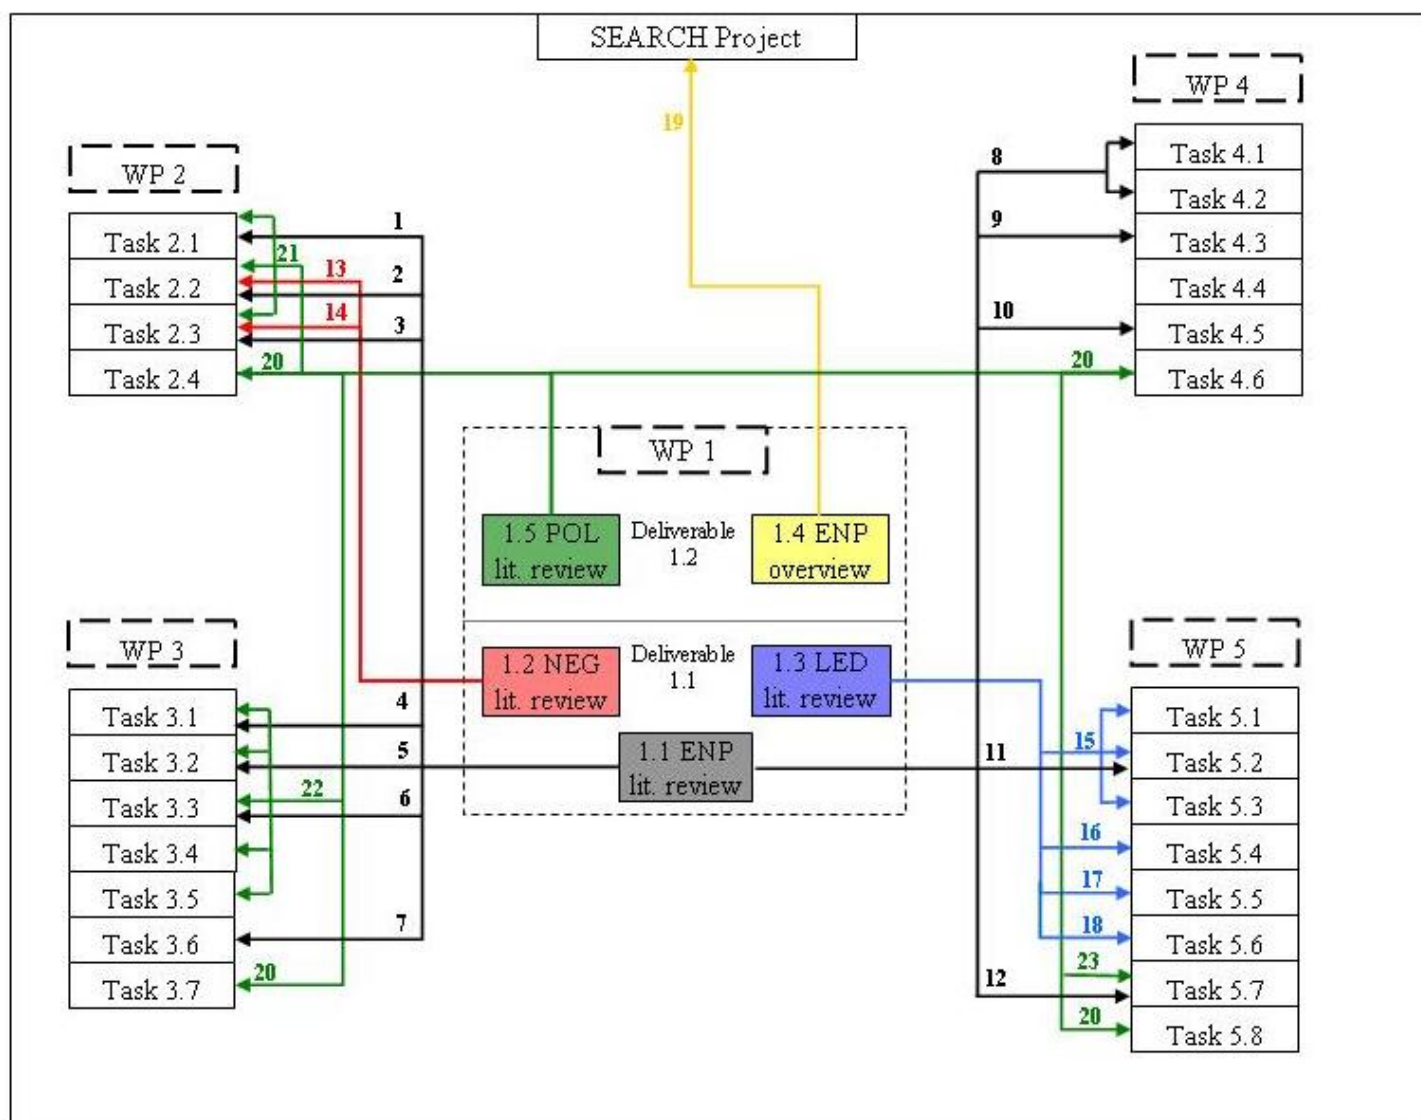 SEARCH Project
19
WP 2
Task 2.1
Task 2.2
Task 2.3
Task 2.4
1
21
13
2
14
3
20
WP 4
Task 4.1
Task 4.2
Task 4.3
Task 4.4
Task 4.5
Task 4.6
8
9
10
20
WP 1
1.5 POL
lit. review
Deliverable
1.2
1.4 ENP
overview
1.2 NEG
lit. review
Deliverable
1.1
1.3 LED
lit. review
1.1 ENP
lit. review
WP 3
Task 3.1
Task 3.2
Task 3.3
Task 3.4
Task 3.5
Task 3.6
Task 3.7
4
5
22
6
7
20
WP 5
Task 5.1
Task 5.2
Task 5.3
Task 5.4
Task 5.5
Task 5.6
Task 5.7
Task 5.8
11
15
16
17
18
23
12
20